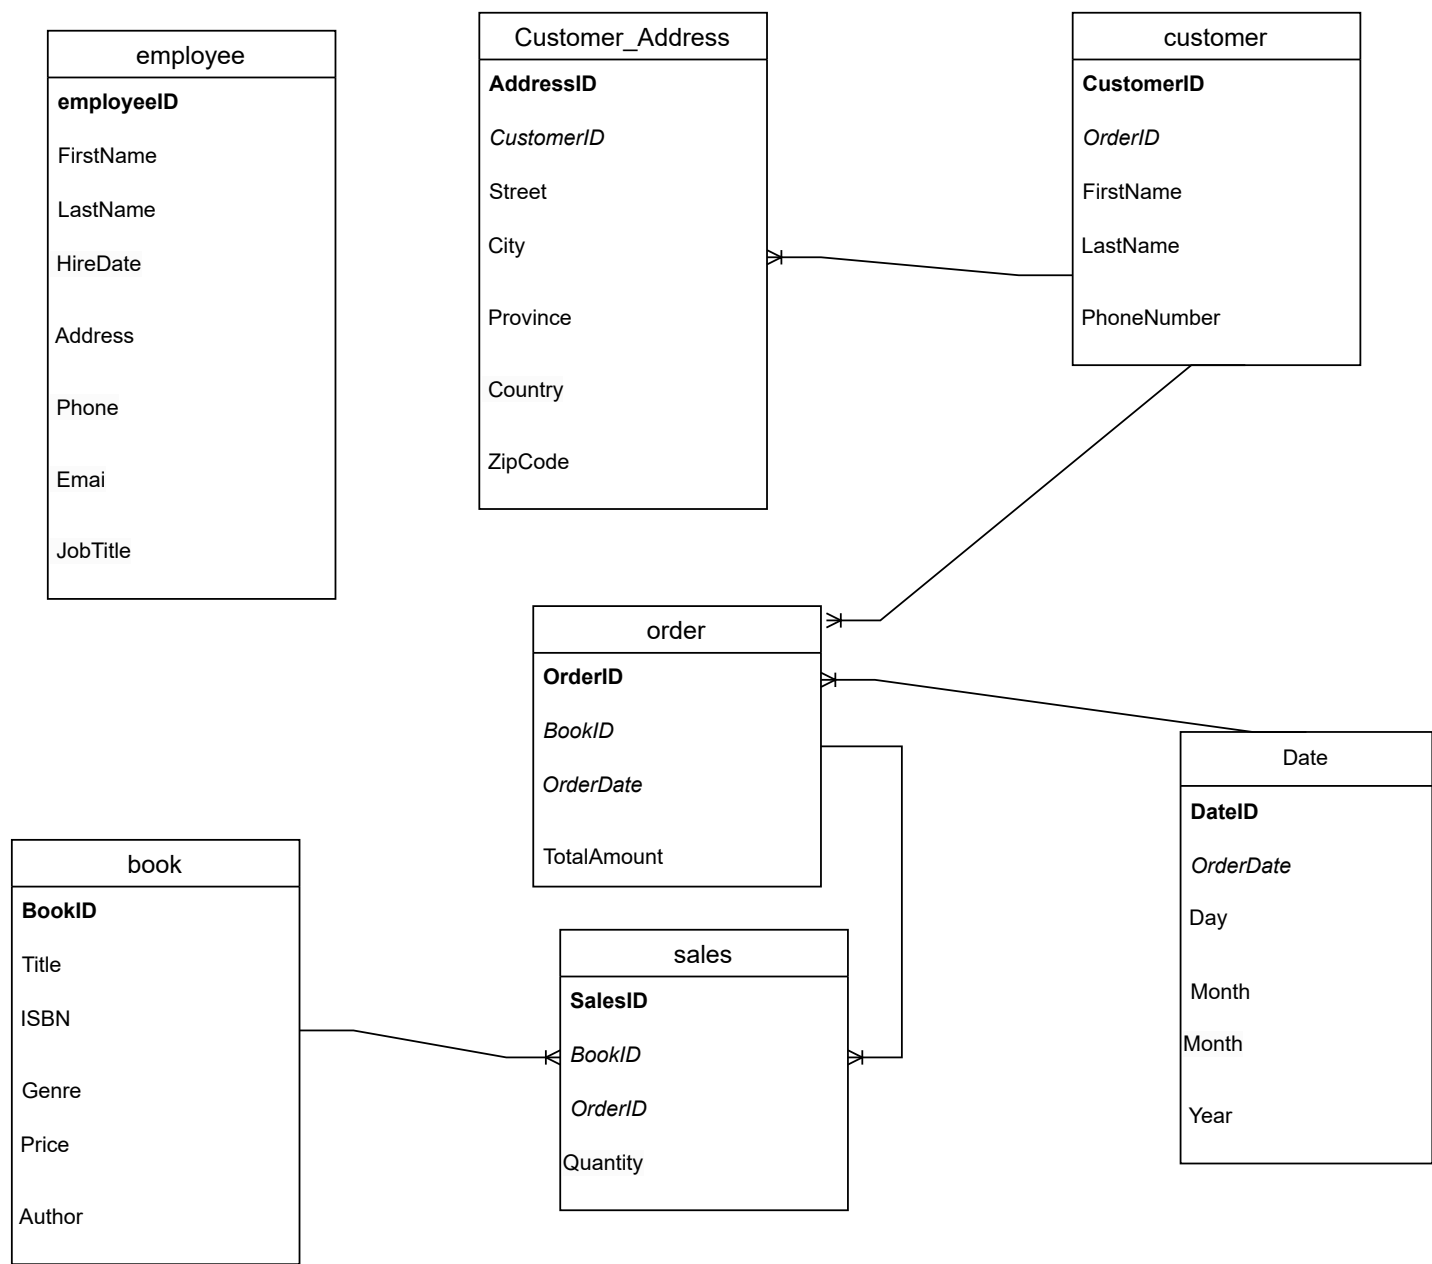 employee
employeeID
FirstName
LastName
HireDate
Address
Phone
Emai
JobTitle
Customer_Address
AddressID
CustomerID
Street
City
Province
Country
ZipCode
customer
CustomerID
OrderID
FirstName
LastName
PhoneNumber
order
OrderID
BookID
OrderDate
TotalAmount
Date
DateID
OrderDate
Day
Month
Month
Year
book
BookID
Title
ISBN
Genre
Price
Author
sales
SalesID
BookID
OrderID
Quantity